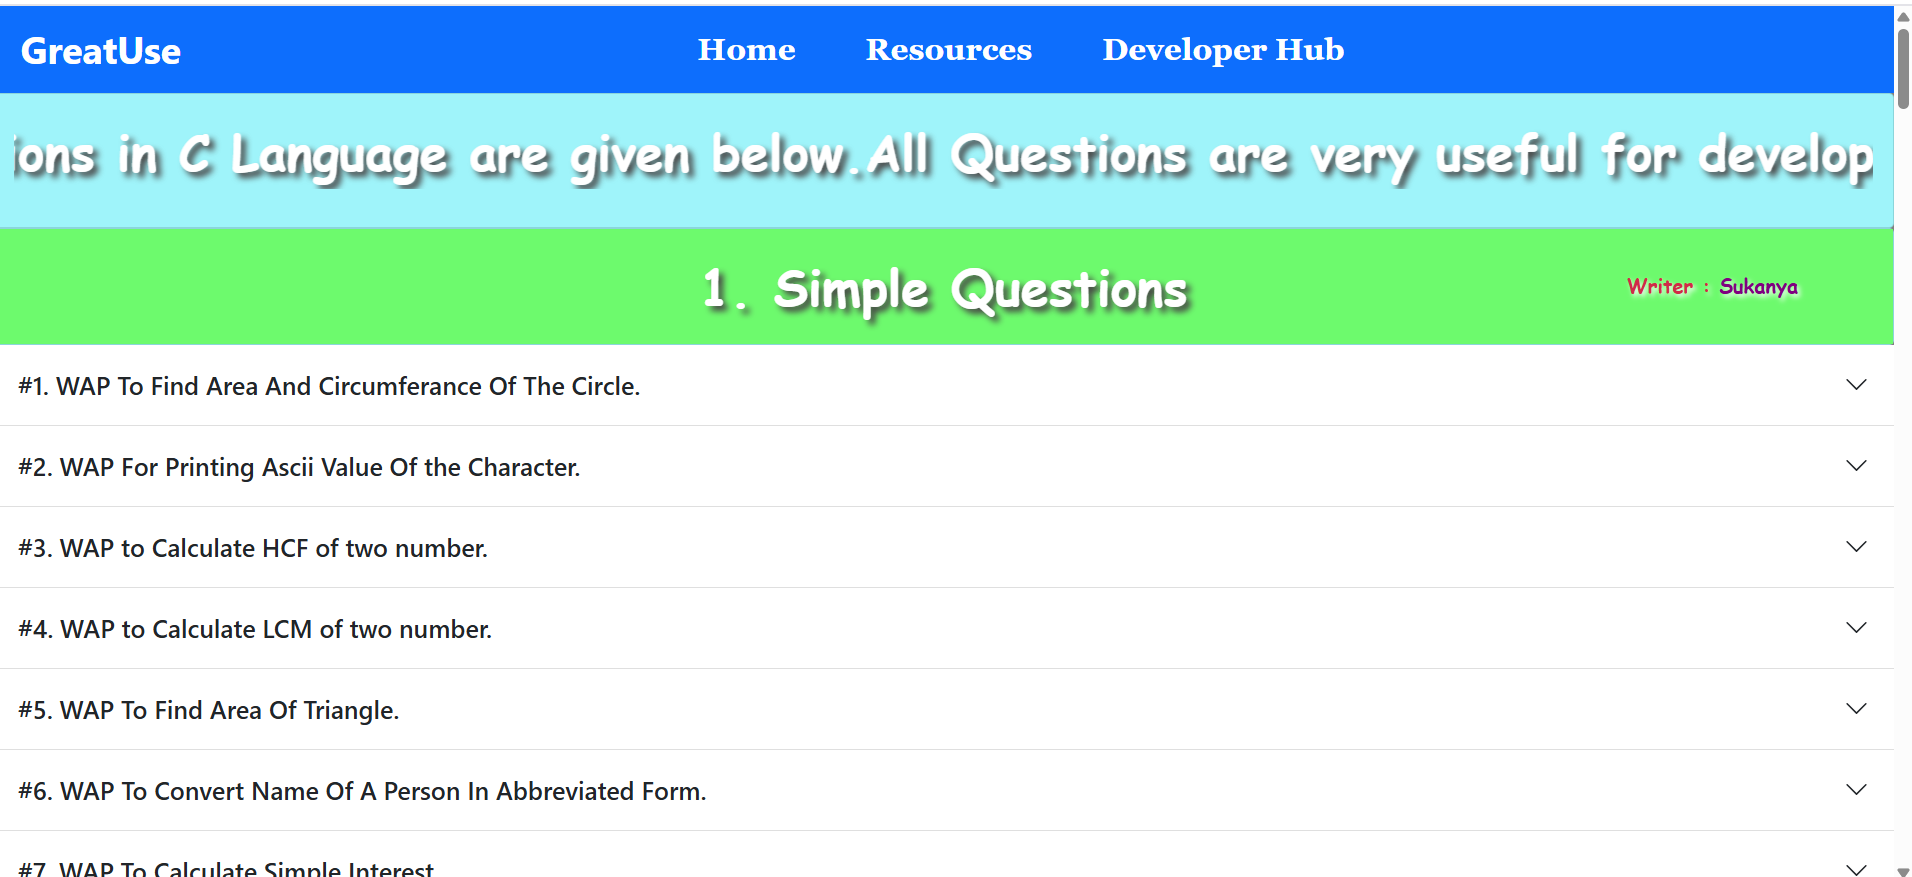 GreatUse Home Resources Developer Hub
ions in C Language are given below.All Questions are very useful for develop
1. Simple Questions
Writer : Sukanya
#1. WAP To Find Area And Circumferance Of The Circle.
#2. WAP For Printing Ascii Value Of the Character.
#3. WAP to Calculate HCF of two number.
#4. WAP to Calculate LCM of two number.
#5. WAP To Find Area Of Triangle.
#6. WAP To Convert Name Of A Person In Abbreviated Form.
#7. WAP To Calculate Simple Interest